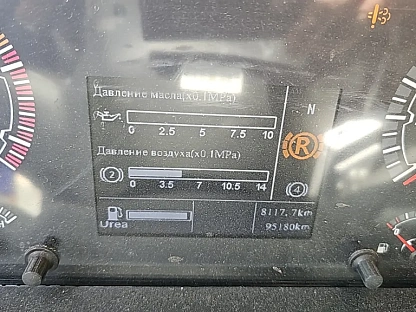 Давление масла(x0.1MPa)
N
0 2.5 5 7.5 10
R
Давление воздуха(x0.1MPa)
2
0 3.5 7 10.5 14
4
Urea
8117.7km
95180km